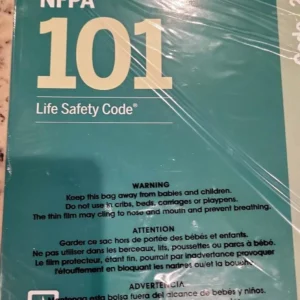 NFPA
101
Life Safety Code®
WARNING
Keep this bag away from babies and children.
Do not use in cribs, beds, carriages or playpens.
The thin film may cling to nose and mouth and prevent breathing.
ATTENTION
Garder ce sac hors de portée des bébés et enfants.
Ne pas utiliser dans les berceaux, lits, poussettes ou parcs à bébé.
Le film protecteur, étant fin, pourrait par inadvertance provoquer
l'étouffement en bloquant les narines ou/et la bouche.
ADVERTENCIA
esta bolsa fuera del alcance de bebés y niños.